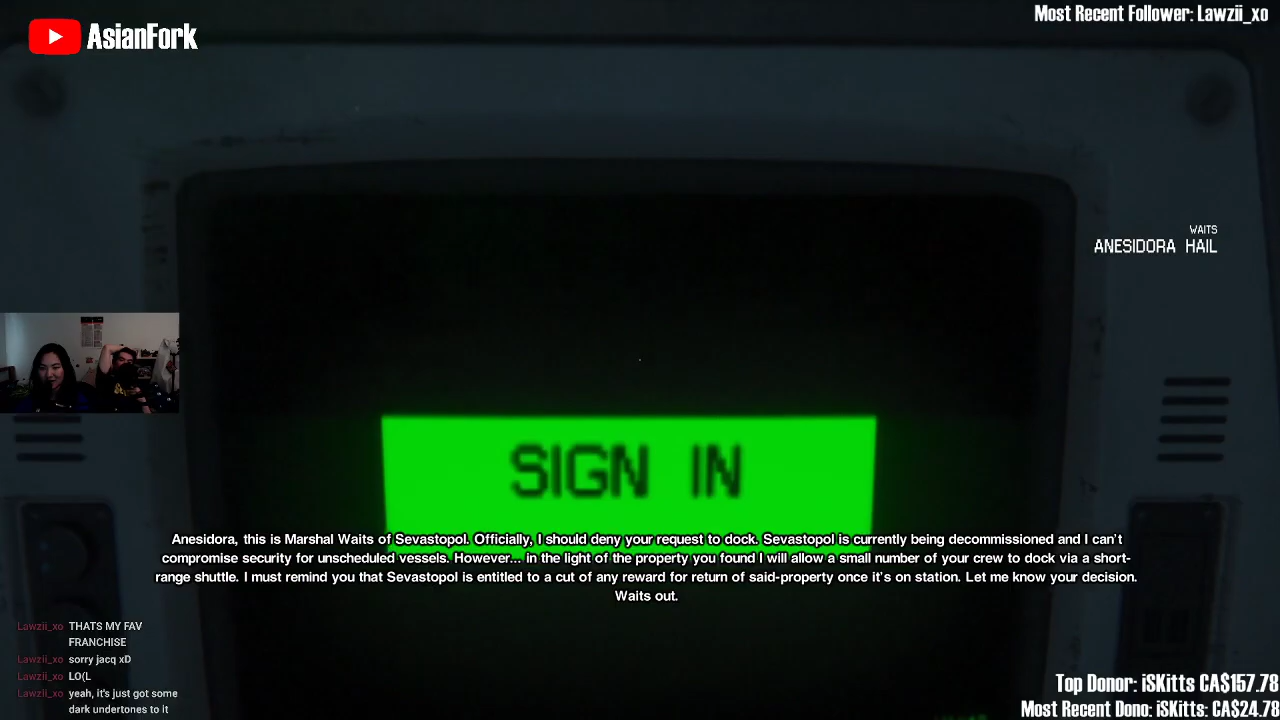 Most Recent Follower: Lawzii_xo
AsianFork
WAITS
ANESIDORA HAIL
SIGN IN
Anesidora, this is Marshal Waits of Sevastopol. Officially, I should deny your request to dock. Sevastopol is currently being decommissioned and I can't
compromise security for unscheduled vessels. However... in the light of the property you found I will allow a small number of your crew to dock via a short-
range shuttle. I must remind you that Sevastopol is entitled to a cut of any reward for return of said-property once it's on station. Let me know your decision.
Waits out.
Lawzii_xo THATS MY FAV
FRANCHISE
Lawzii_xo sorry jacq xD
Lawzii_xo LO(L
Lawzii_xo yeah, it's just got some
dark undertones to it
Top Donor: iSKitts CA$157.78
Most Recent Dono: iSKitts: CA$24.78